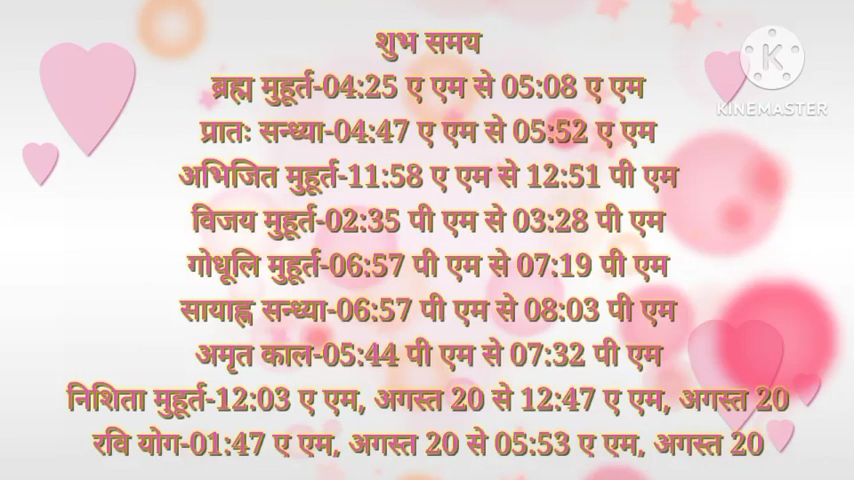 शुभ समय
ब्रह्म मुहूर्त-04:25 ए एम से 05:08 ए एम
प्रातः सन्ध्या-04:47 ए एम से 05:52 ए एम
अभिजित मुहूर्त-11:58 ए एम से 12:51 पी एम
विजय मुहूर्त-02:35 पी एम से 03:28 पी एम
गोधूलि मुहूर्त-06:57 पी एम से 07:19 पी एम
सायाह्न सन्ध्या-06:57 पी एम से 08:03 पी एम
अमृत काल-05:44 पी एम से 07:32 पी एम
निशिता मुहूर्त-12:03 ए एम, अगस्त 20 से 12:47 ए एम, अगस्त 20
रवि योग-01:47 ए एम, अगस्त 20 से 05:53 ए एम, अगस्त 20
K
KINEMASTER